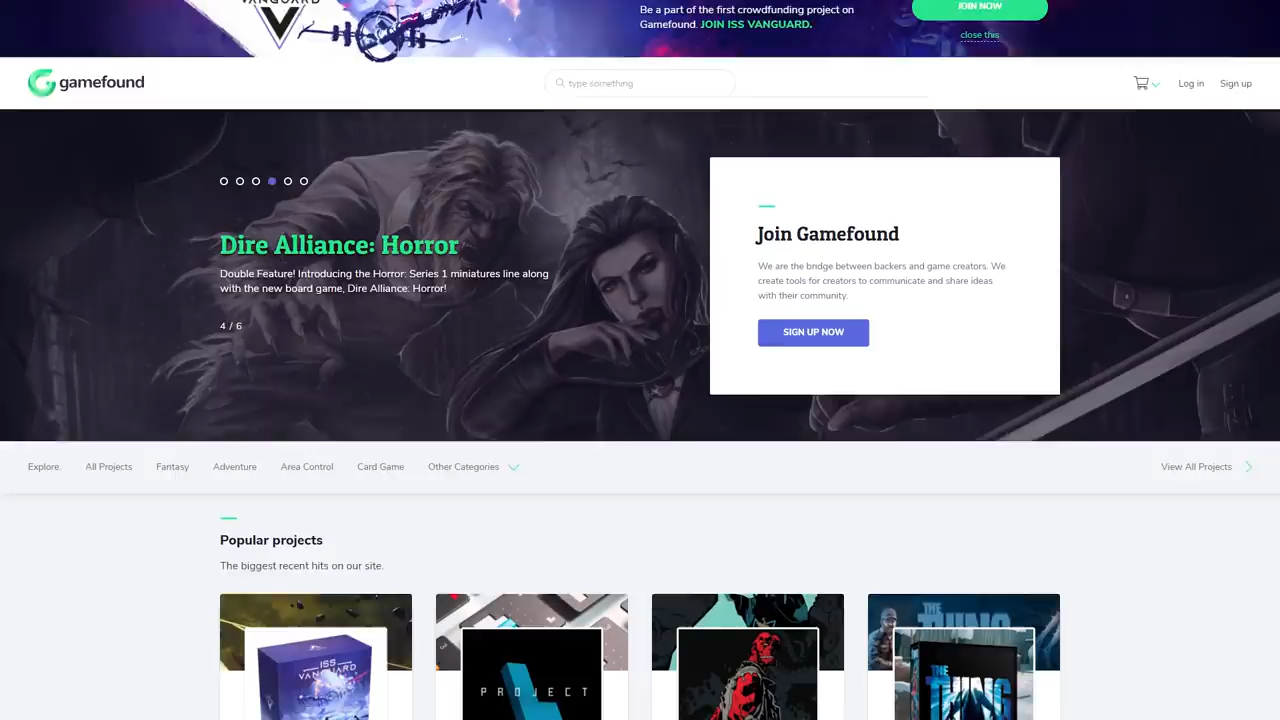 VANGUARD
Be a part of the first crowdfunding project on
Gamefound. JOIN ISS VANGUARD.
JOIN NOW
close this
gamefound
type something
Log in
Sign up
Dire Alliance: Horror
Double Feature! Introducing the Horror: Series 1 miniatures line along
with the new board game, Dire Alliance: Horror!
4 / 6
Join Gamefound
We are the bridge between backers and game creators. We
create tools for creators to communicate and share ideas
with their community.
SIGN UP NOW
Explore.
All Projects
Fantasy
Adventure
Area Control
Card Game
Other Categories
View All Projects
Popular projects
The biggest recent hits on our site.
ISS
VANGUARD
PROJECT
THE
THING
THE
THING